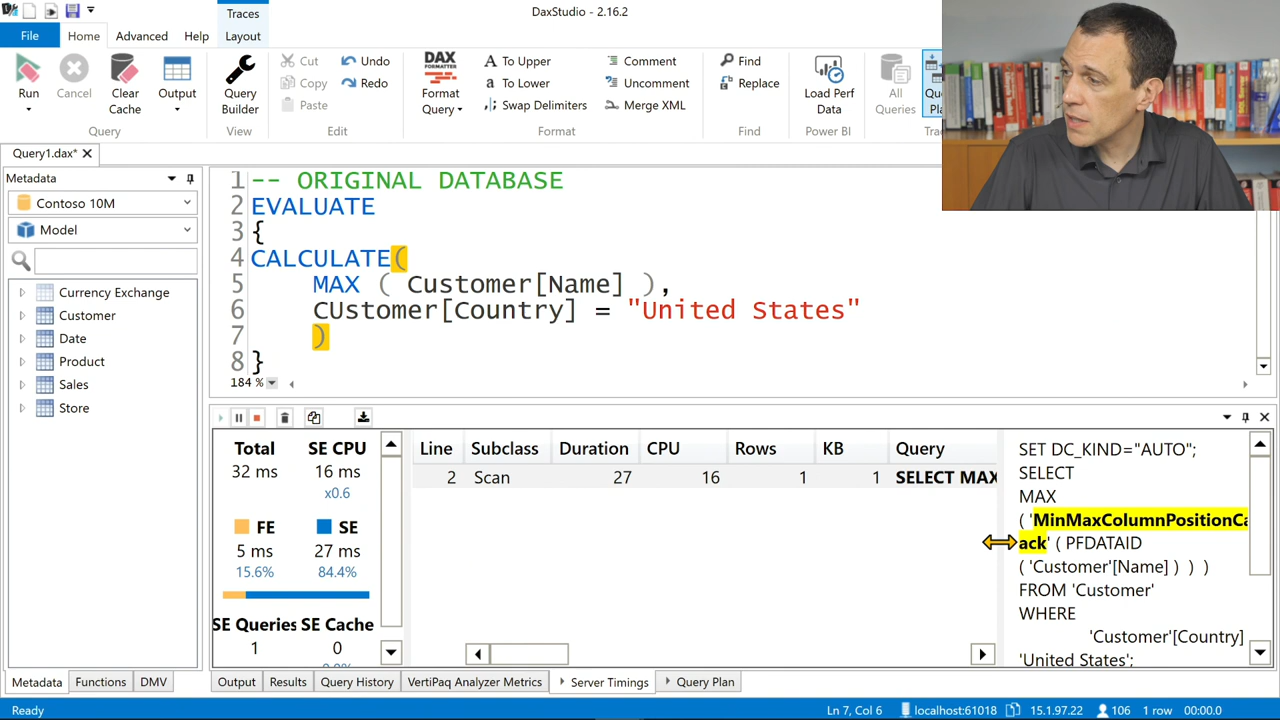 Traces
DaxStudio - 2.16.2
File
Home
Advanced
Help
Layout
Run
Cancel
Clear
Cache
Output
Query
Query
Builder
View
Cut
Copy
Paste
Undo
Redo
Edit
DAX
FORMATTER
Format
Query
To Upper
To Lower
Swap Delimiters
Comment
Uncomment
Merge XML
Format
Find
Replace
Find
Load Perf
Data
Power BI
All
Queries
Query1.dax*
Metadata
Contoso 10M
Model
Currency Exchange
Customer
Date
Product
Sales
Store
1 -- ORIGINAL DATABASE
2 EVALUATE
3 {
4 CALCULATE(
5 MAX ( Customer[Name] ),
6 CUstomer[Country] = "United States"
7 )
8 }
184 %
Total SE CPU
32 ms 16 ms
x0.6
FE SE
5 ms 27 ms
15.6% 84.4%
SE Queries SE Cache
1 0
Line Subclass Duration CPU Rows KB Query
2 Scan 27 16 1 1 SELECT MAX
SET DC_KIND="AUTO";
SELECT
MAX
( 'MinMaxColumnPositionCa
ack' ( PFDATAID
( 'Customer'[Name] ) ) )
FROM 'Customer'
WHERE
'Customer'[Country]
'United States';
Metadata Functions DMV
Output Results Query History VertiPaq Analyzer Metrics Server Timings Query Plan
Ready
Ln 7, Col 6 localhost:61018 15.1.97.22 106 1 row 00:00.0